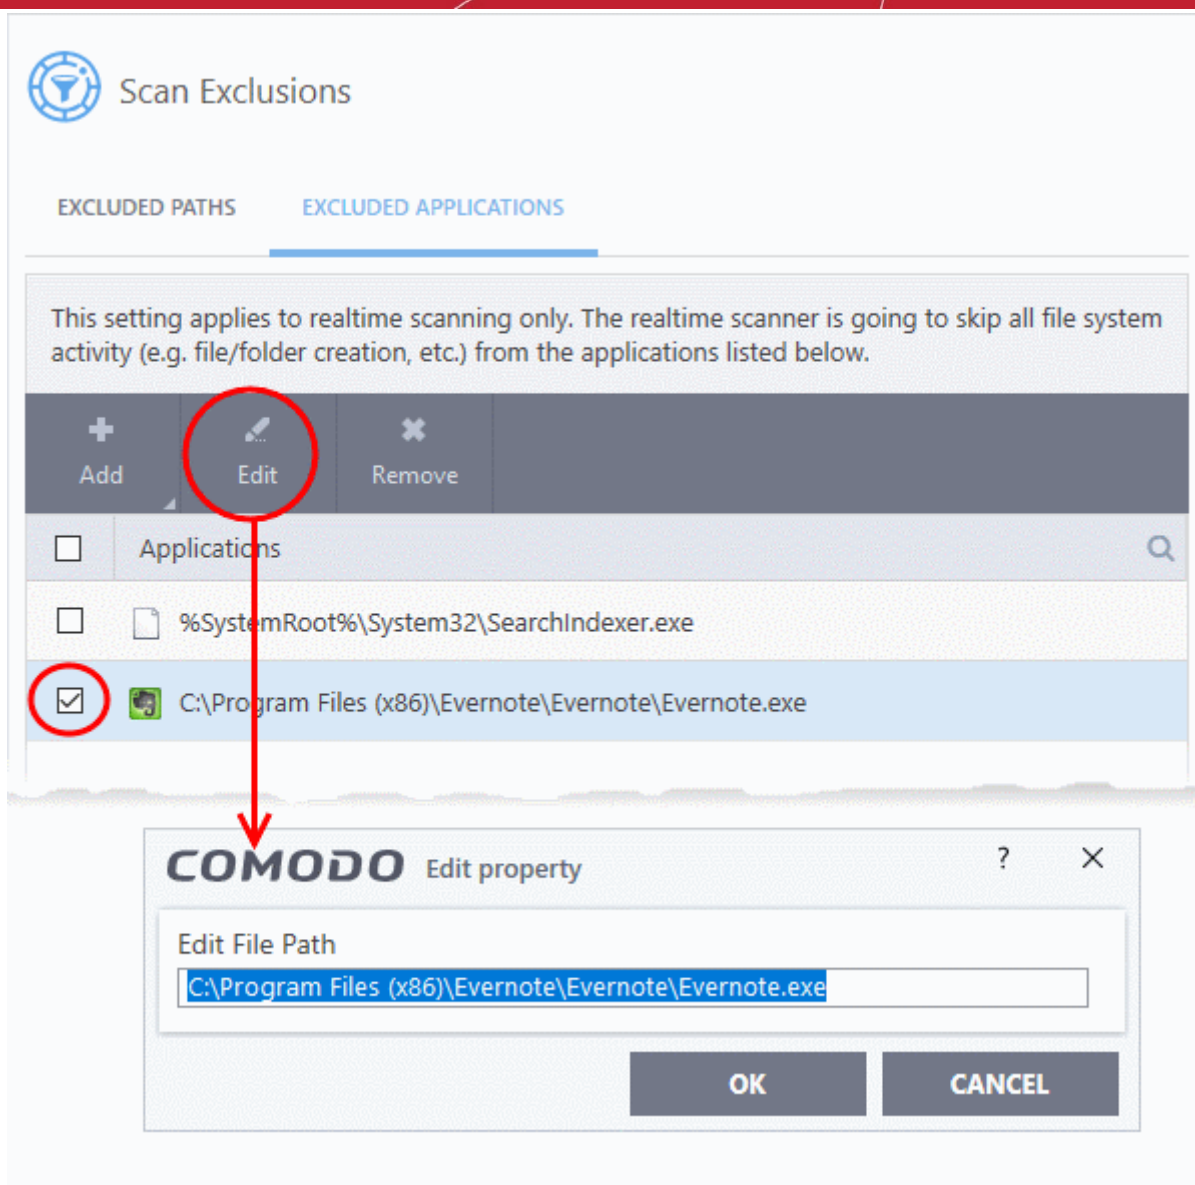 Scan Exclusions
EXCLUDED PATHS EXCLUDED APPLICATIONS
This setting applies to realtime scanning only. The realtime scanner is going to skip all file system
activity (e.g. file/folder creation, etc.) from the applications listed below.
Add Edit Remove
Applications
%SystemRoot%\System32\SearchIndexer.exe
C:\Program Files (x86)\Evernote\Evernote\Evernote.exe
COMODO Edit property ?
Edit File Path
C:\Program Files (x86)\Evernote\Evernote\Evernote.exe
OK CANCEL